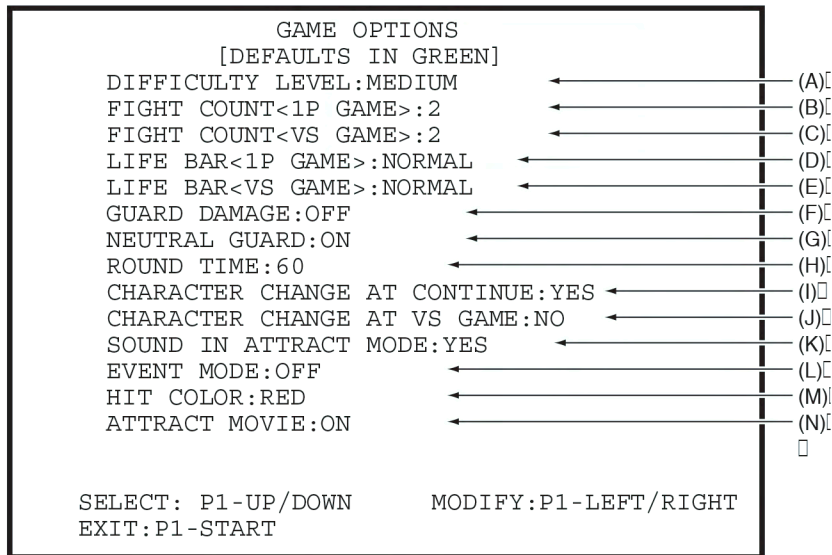 GAME OPTIONS
[DEFAULTS IN GREEN]
DIFFICULTY LEVEL:MEDIUM (A)
FIGHT COUNT<1P GAME>:2 (B)
FIGHT COUNT<VS GAME>:2 (C)
LIFE BAR<1P GAME>:NORMAL (D)
LIFE BAR<VS GAME>:NORMAL (E)
GUARD DAMAGE:OFF (F)
NEUTRAL GUARD:ON (G)
ROUND TIME:60 (H)
CHARACTER CHANGE AT CONTINUE:YES (I)
CHARACTER CHANGE AT VS GAME:NO (J)
SOUND IN ATTRACT MODE:YES (K)
EVENT MODE:OFF (L)
HIT COLOR:RED (M)
ATTRACT MOVIE:ON (N)
SELECT: P1-UP/DOWN MODIFY:P1-LEFT/RIGHT
EXIT:P1-START